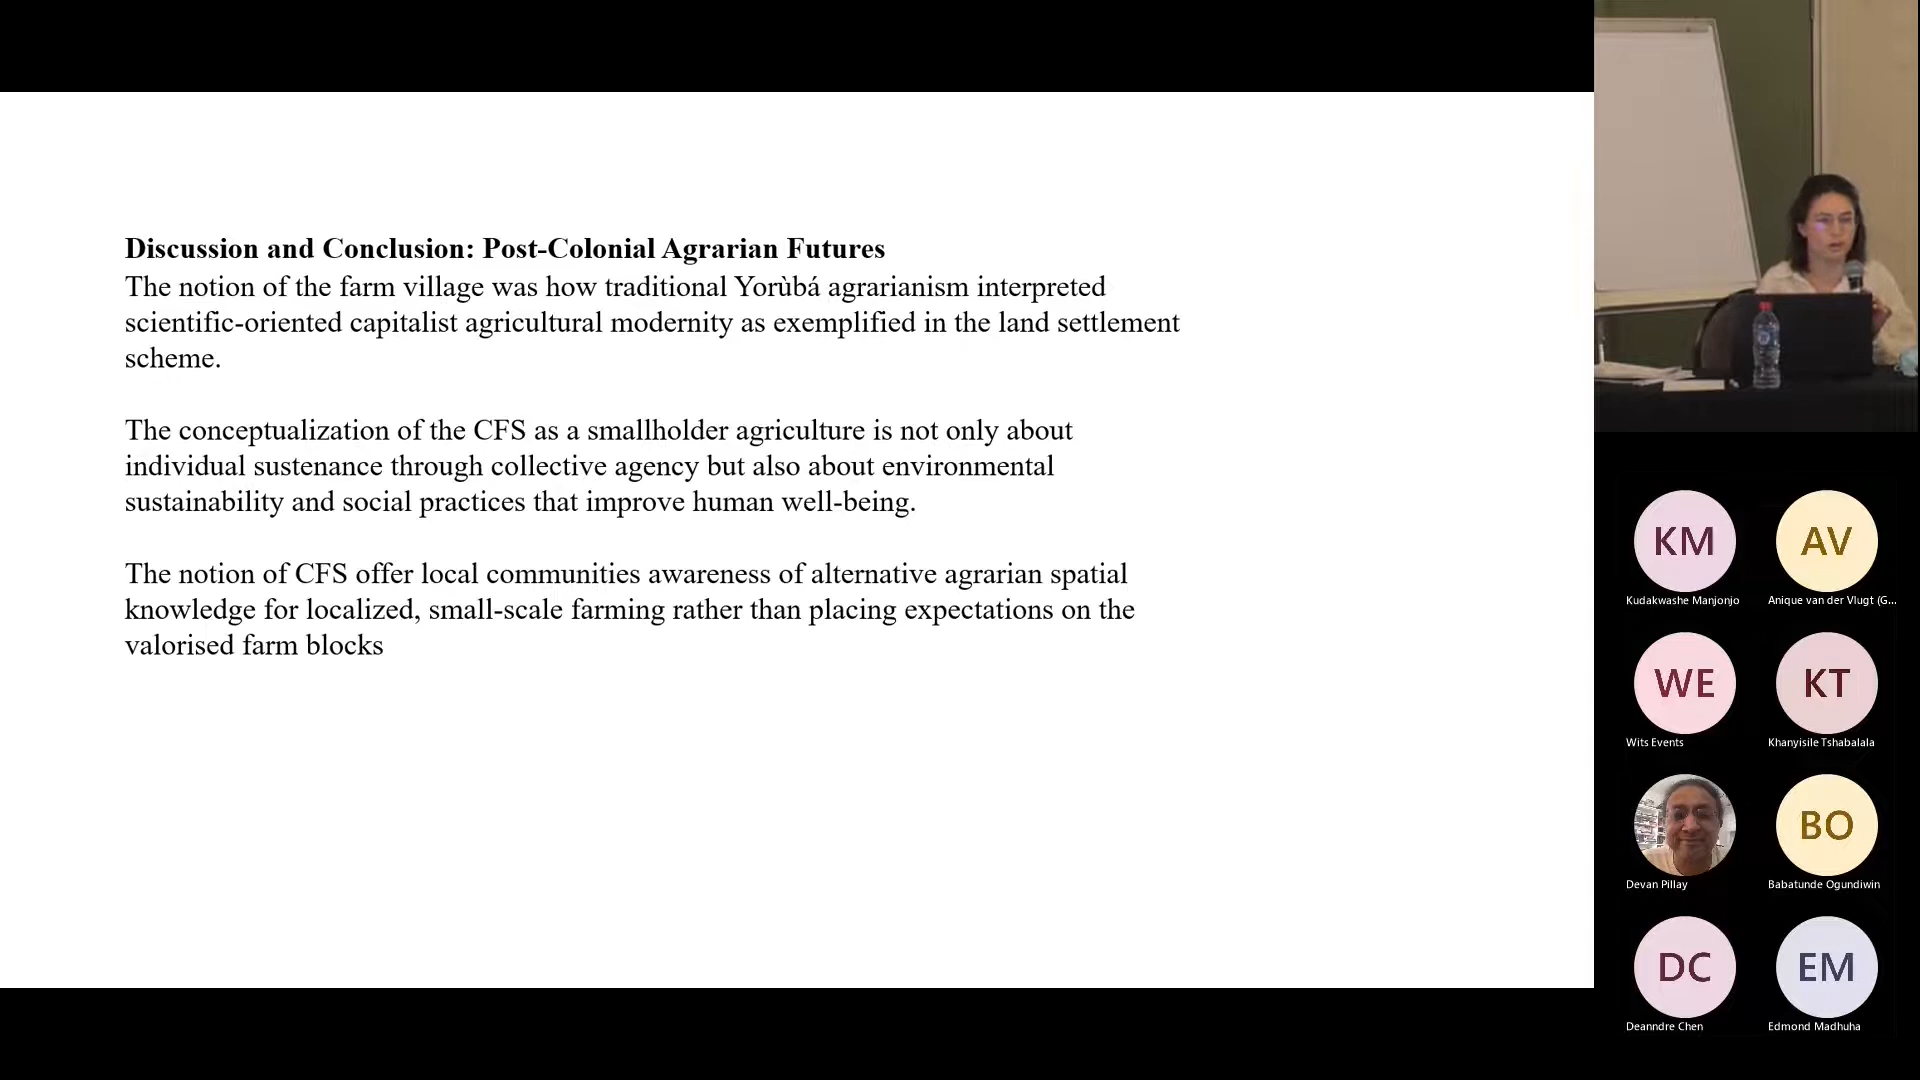 Discussion and Conclusion: Post-Colonial Agrarian Futures
The notion of the farm village was how traditional Yorùbá agrarianism interpreted
scientific-oriented capitalist agricultural modernity as exemplified in the land settlement
scheme.
The conceptualization of the CFS as a smallholder agriculture is not only about
individual sustenance through collective agency but also about environmental
sustainability and social practices that improve human well-being.
The notion of CFS offer local communities awareness of alternative agrarian spatial
knowledge for localized, small-scale farming rather than placing expectations on the
valorised farm blocks
KM
AV
Kudakwashe Manjonjo
Anique van der Vlugt (G...
WE
KT
Wits Events
Khanyisile Tshabalala
BO
Devan Pillay
Babatunde Ogundiwin
DC
EM
Deanndre Chen
Edmond Madhuha